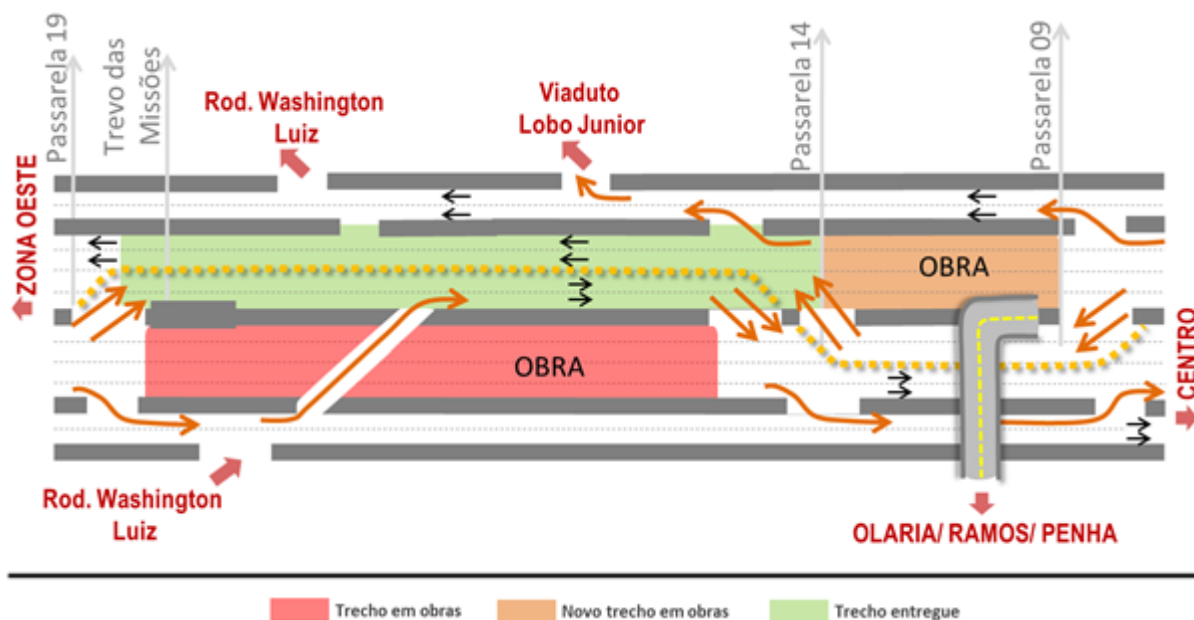 Passarela 19
Trevo das
Missões
Rod. Washington
Luiz
Viaduto
Lobo Junior
Passarela 14
Passarela 09
ZONA OESTE
OBRA
OBRA
CENTRO
Rod. Washington
Luiz
OLARIA/ RAMOS/ PENHA
Trecho em obras
Novo trecho em obras
Trecho entregue